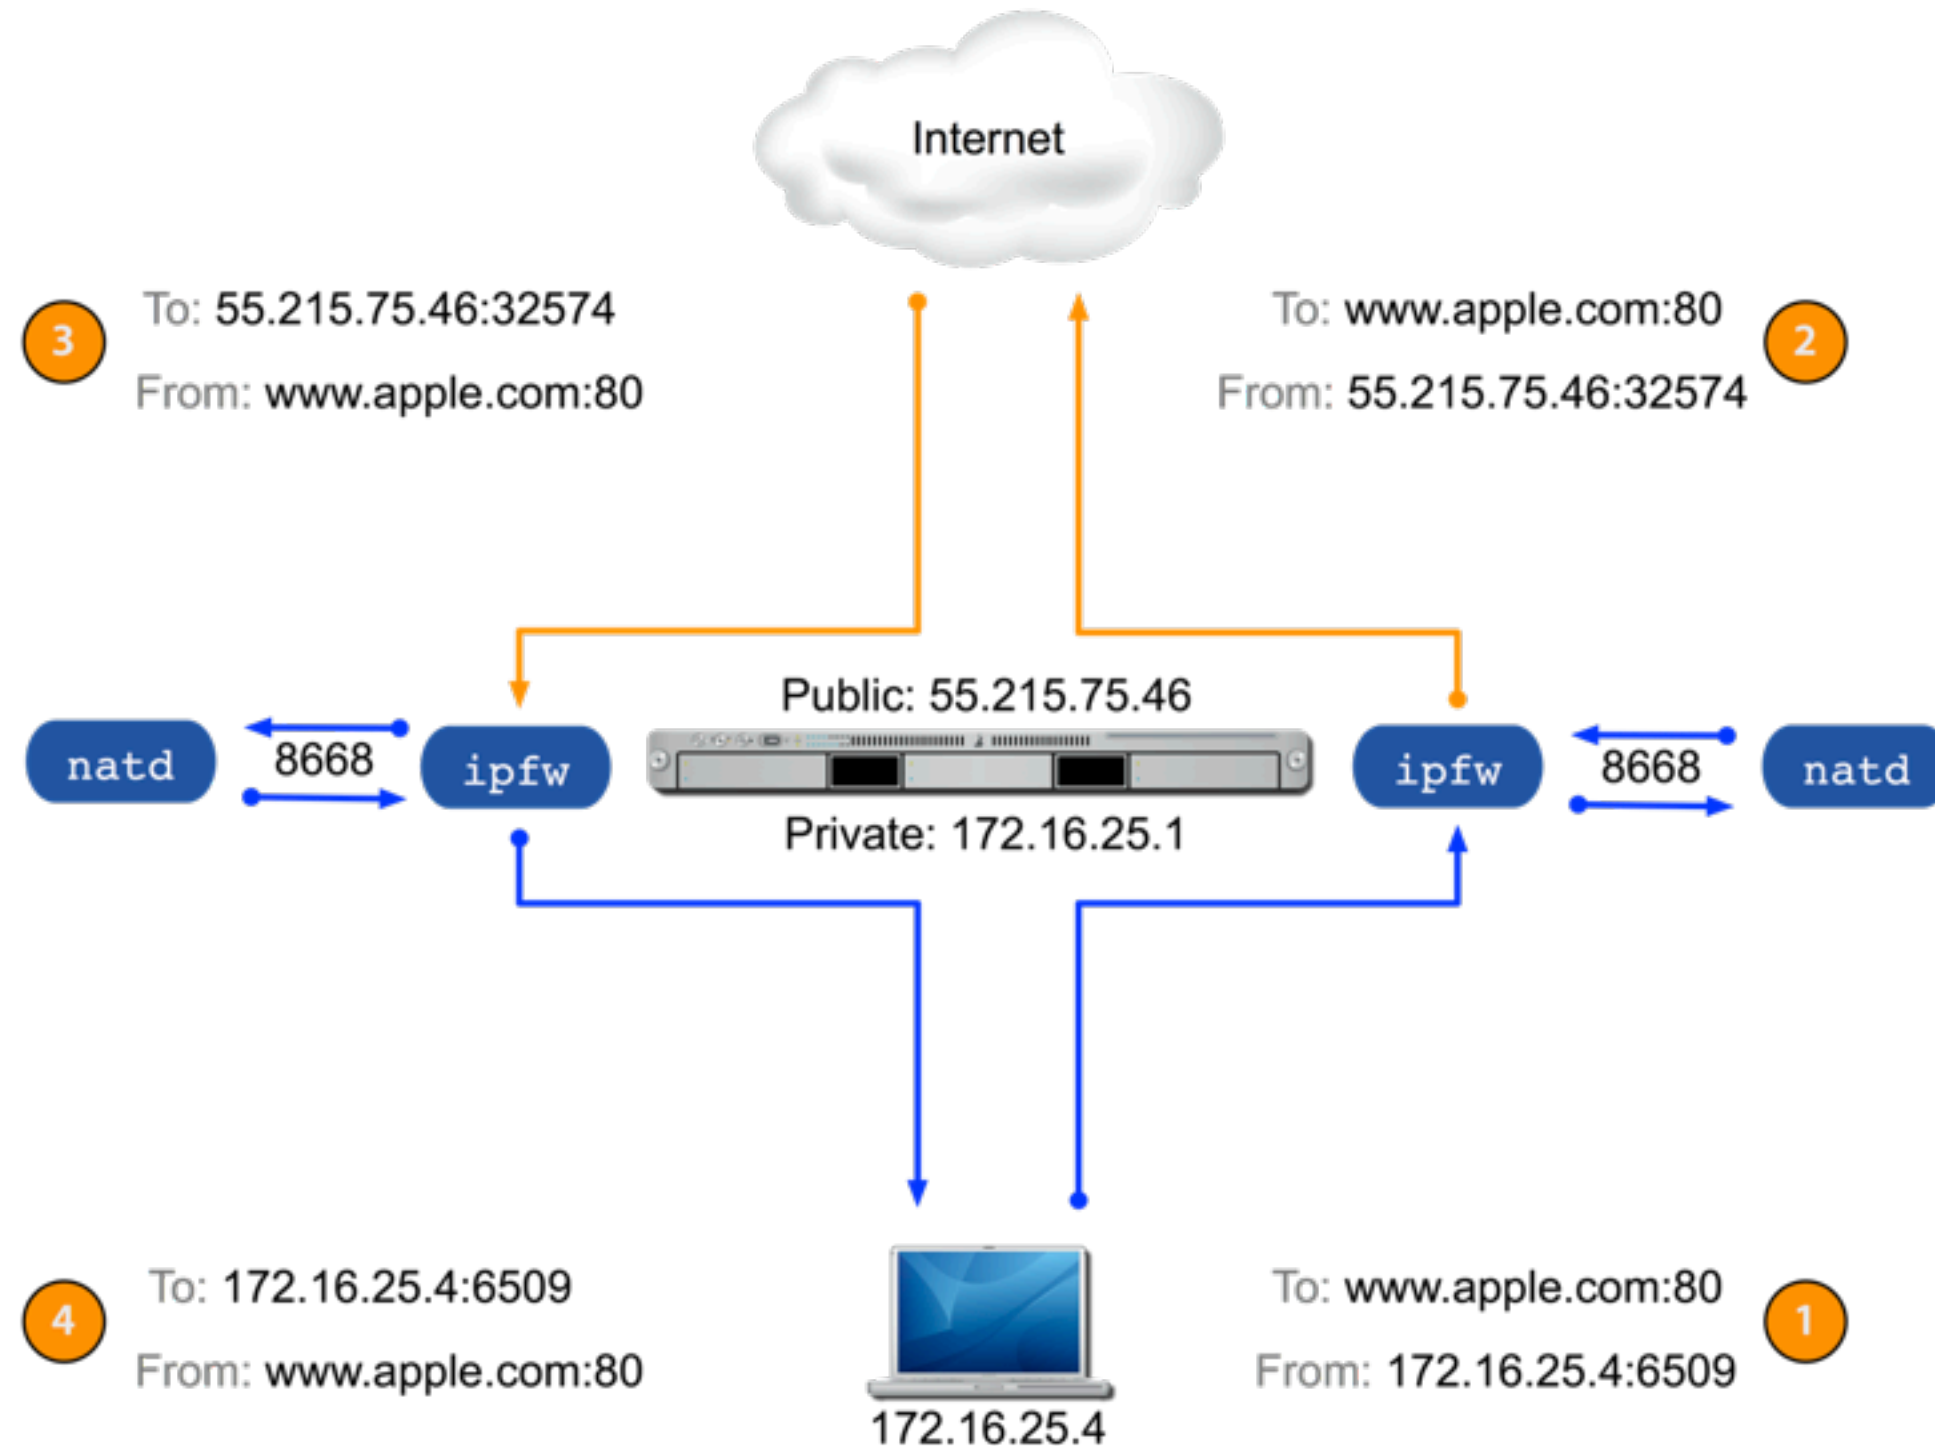 Internet
3
To: 55.215.75.46:32574
From: www.apple.com:80
To: www.apple.com:80
From: 55.215.75.46:32574
2
Public: 55.215.75.46
natd
8668
ipfw
ipfw
8668
natd
Private: 172.16.25.1
4
To: 172.16.25.4:6509
From: www.apple.com:80
To: www.apple.com:80
From: 172.16.25.4:6509
1
172.16.25.4